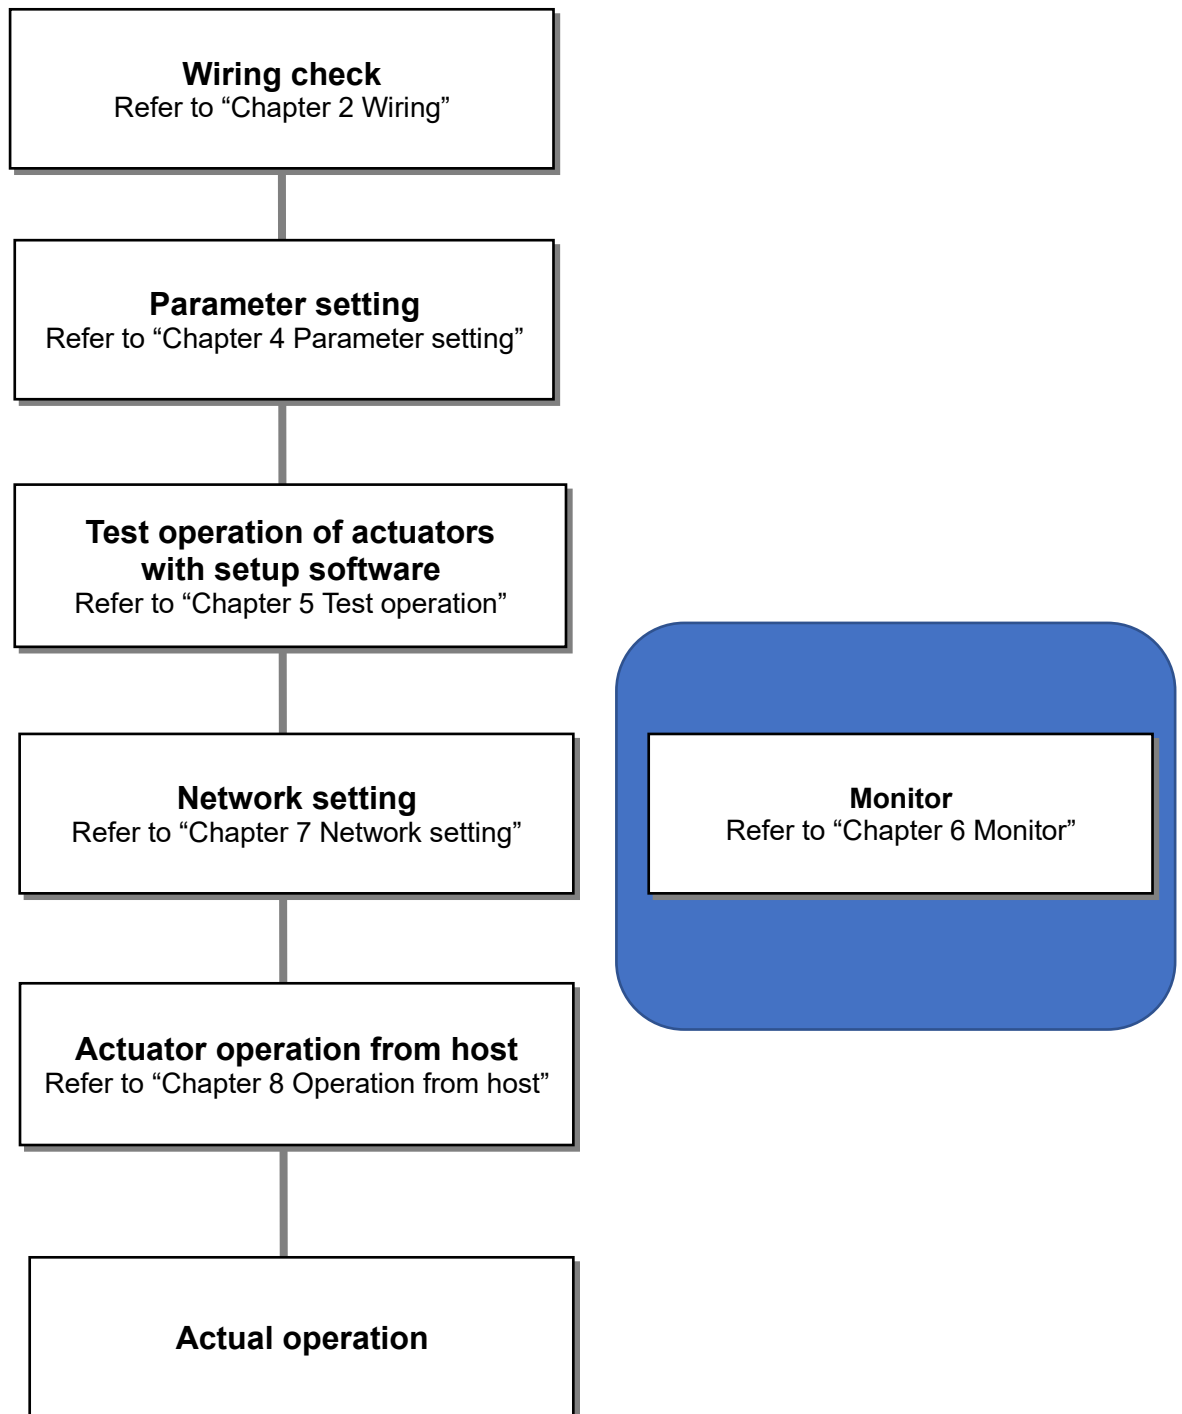 Wiring check
Refer to “Chapter 2 Wiring”
Parameter setting
Refer to “Chapter 4 Parameter setting”
Test operation of actuators
with setup software
Refer to “Chapter 5 Test operation”
Network setting
Refer to “Chapter 7 Network setting”
Monitor
Refer to “Chapter 6 Monitor”
Actuator operation from host
Refer to “Chapter 8 Operation from host”
Actual operation